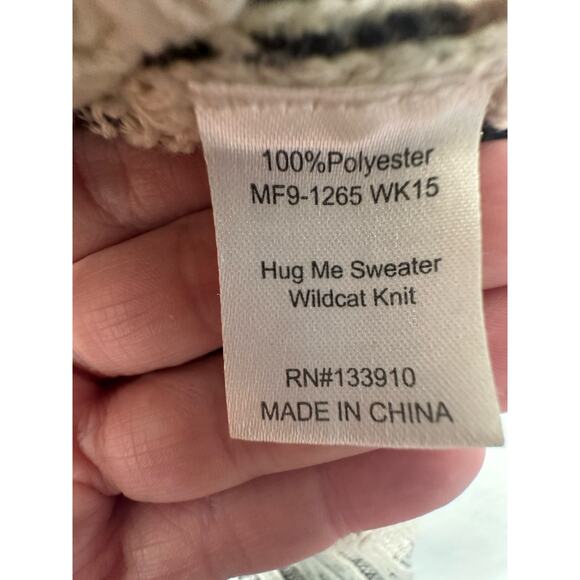 100%Polyester
MF9-1265 WK15
Hug Me Sweater
Wildcat Knit
RN#133910
MADE IN CHINA